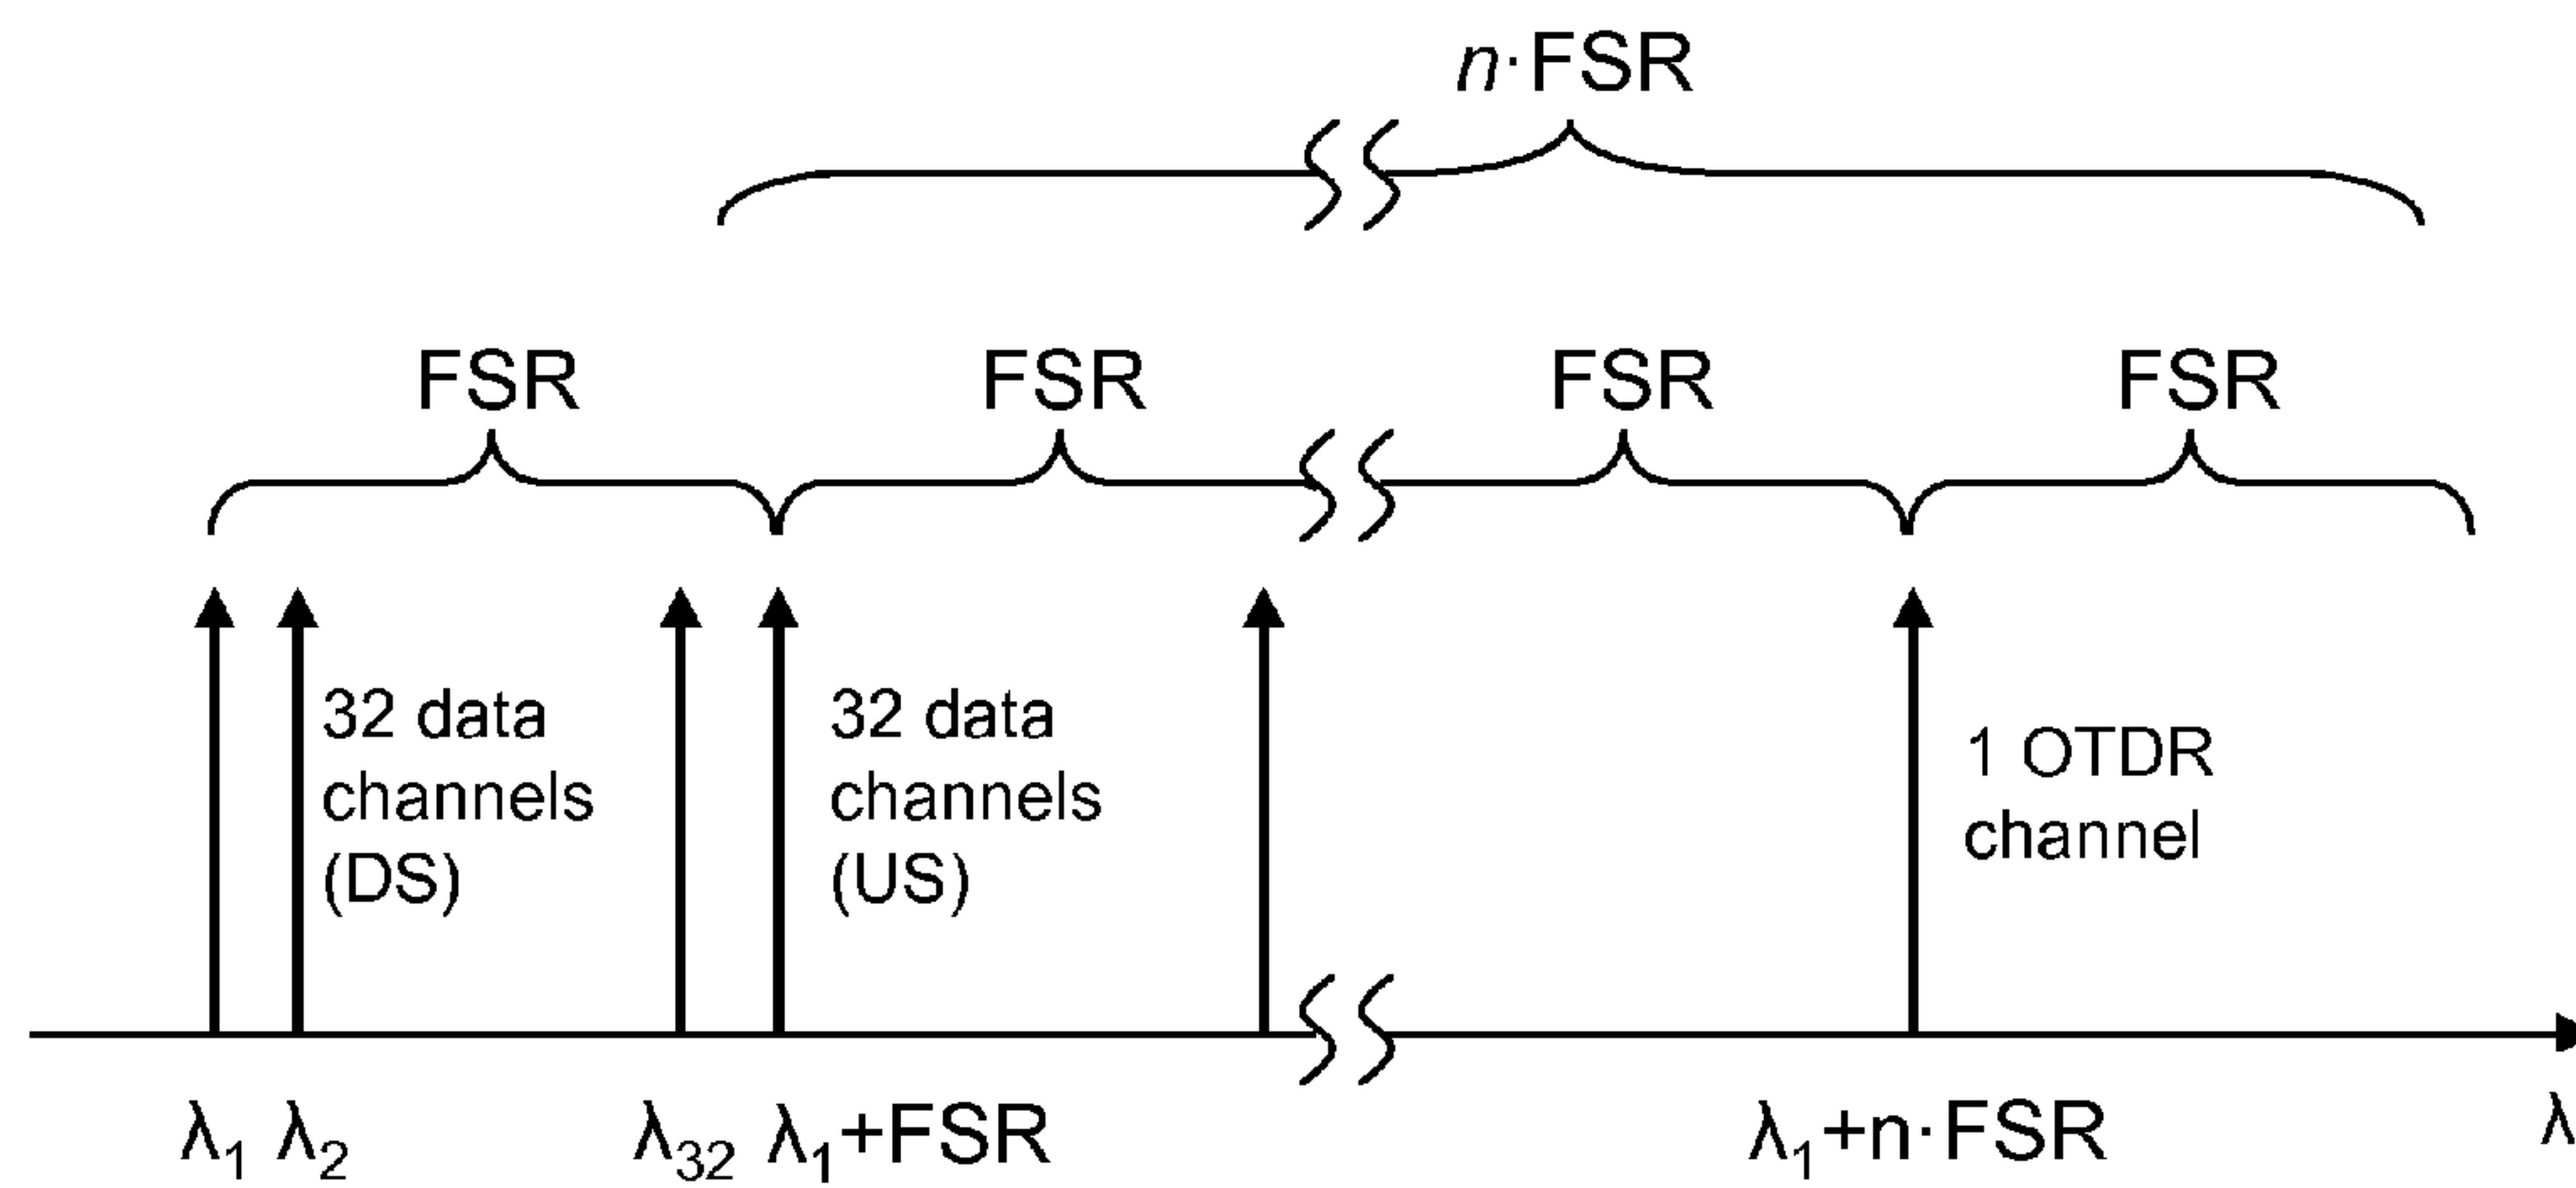 n·FSR
FSR FSR FSR FSR
32 data
channels
(DS)
32 data
channels
(US)
1 OTDR
channel
λ₁ λ₂ λ₃₂ λ₁+FSR λ₁+n·FSR λ